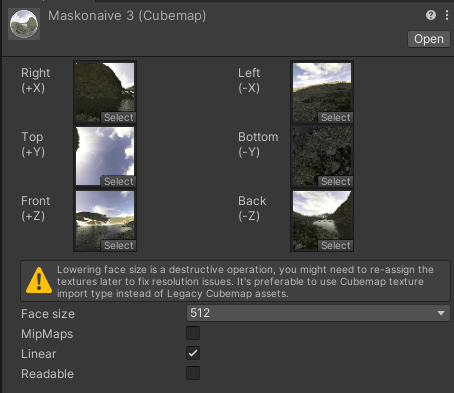 Maskonaive 3 (Cubemap)
Open
Right
(+X)
Select
Left
(-X)
Select
Top
(+Y)
Select
Bottom
(-Y)
Select
Front
(+Z)
Select
Back
(-Z)
Select
Lowering face size is a destructive operation, you might need to re-assign the
textures later to fix resolution issues. It's preferable to use Cubemap texture
import type instead of Legacy Cubemap assets.
Face size 512
MipMaps
Linear
Readable